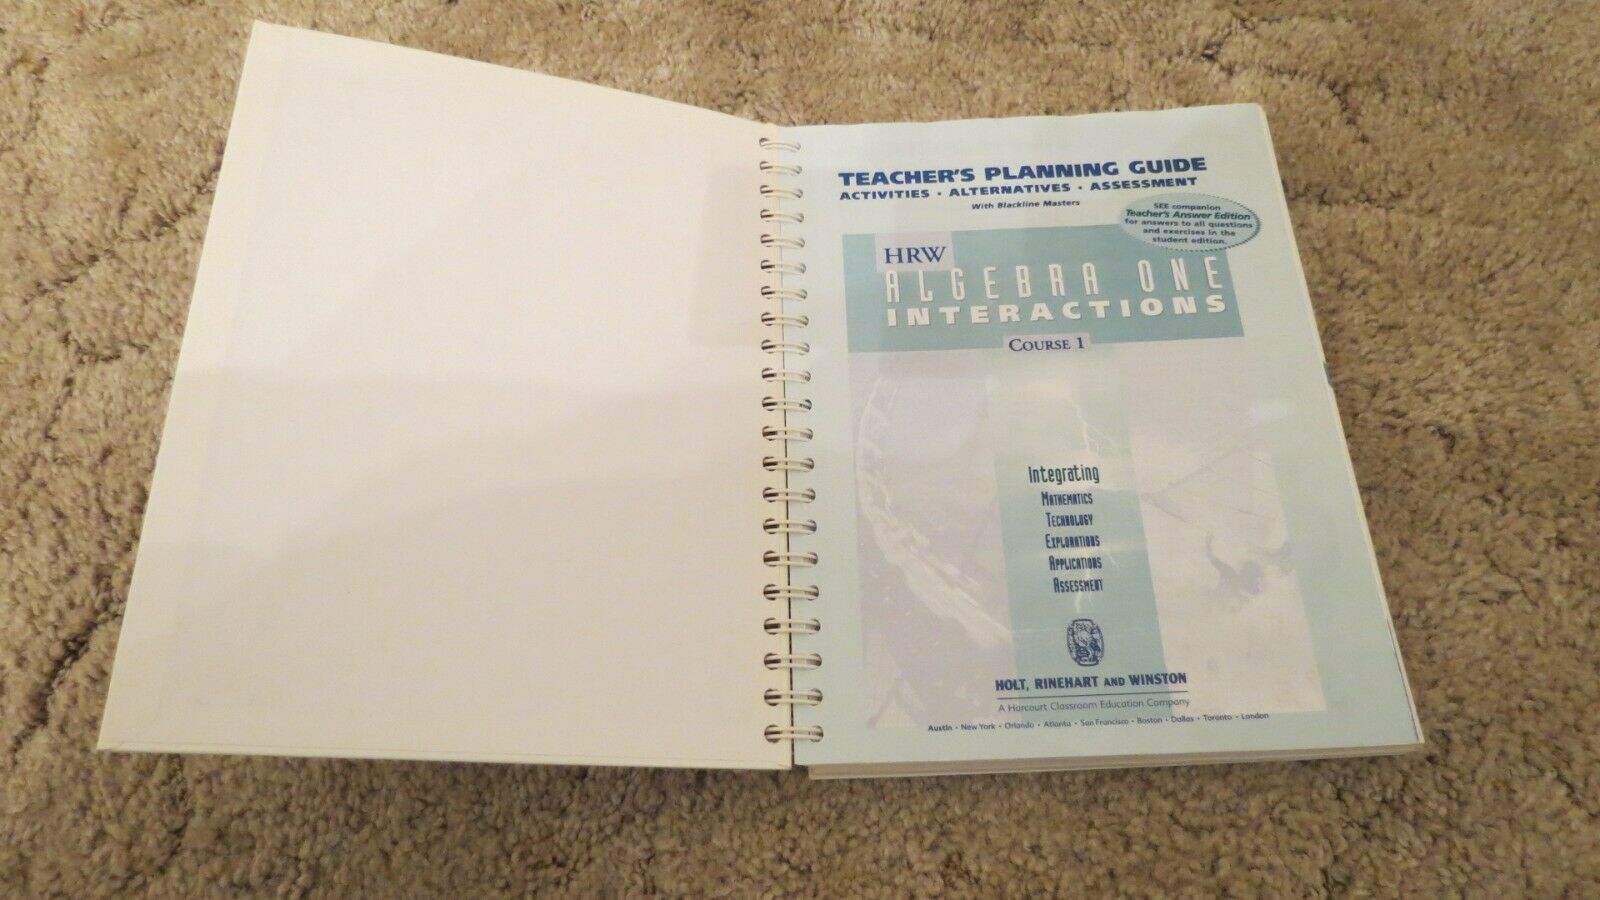 TEACHER'S PLANNING GUIDE
ACTIVITIES • ALTERNATIVES • ASSESSMENT
With Blackline Masters
SEE companion
Teacher's Answer Edition
for answers to all questions
and exercises in the
student edition.
HRW
ALGEBRA ONE
INTERACTIONS
COURSE 1
Integrating
MATHEMATICS
TECHNOLOGY
EXPLORATIONS
APPLICATIONS
ASSESSMENT
HOLT, RINEHART AND WINSTON
A Harcourt Classroom Education Company
Austin • New York • Orlando • Atlanta • San Francisco • Boston • Dallas • Toronto • London